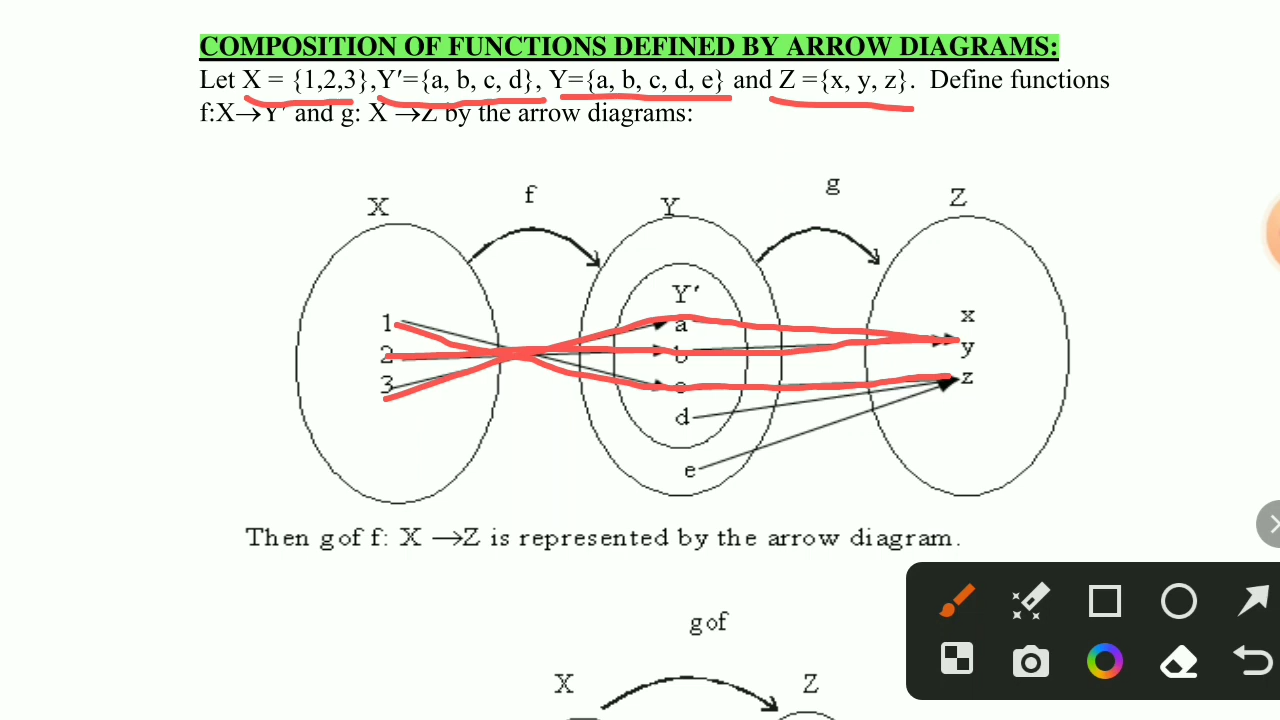 COMPOSITION OF FUNCTIONS DEFINED BY ARROW DIAGRAMS:
Let X = {1,2,3},Y′={a, b, c, d}, Y={a, b, c, d, e} and Z ={x, y, z}. Define functions
f:X→Y′ and g: X →Z by the arrow diagrams:
f
g
X
Y
Z
Y′
1
a
x
2
b
y
3
c
z
d
e
Then gof f: X →Z is represented by the arrow diagram.
gof
X
Z